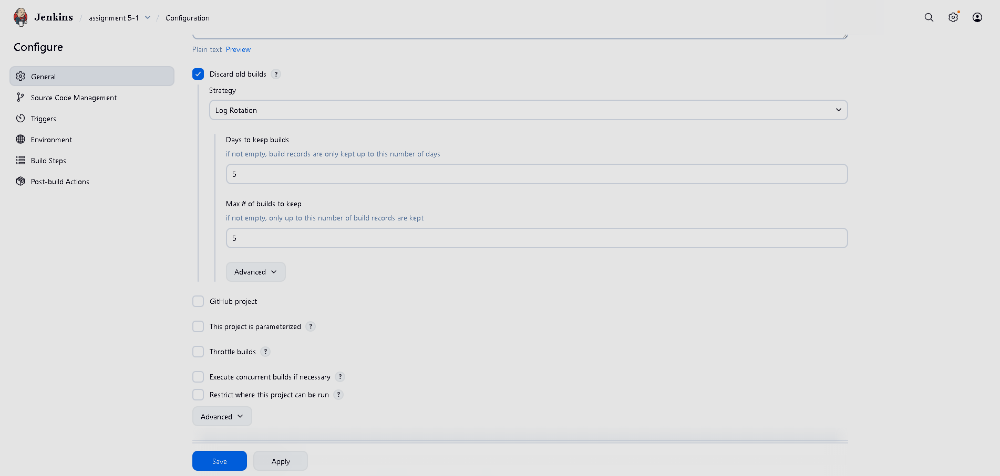 Jenkins / assignment 5-1 / Configuration
Configure
General
Source Code Management
Triggers
Environment
Build Steps
Post-build Actions
Plain text Preview
Discard old builds ?
Strategy
Log Rotation
Days to keep builds
if not empty, build records are only kept up to this number of days
5
Max # of builds to keep
if not empty, only up to this number of build records are kept
5
Advanced
GitHub project
This project is parameterized ?
Throttle builds ?
Execute concurrent builds if necessary ?
Restrict where this project can be run ?
Advanced
Save Apply